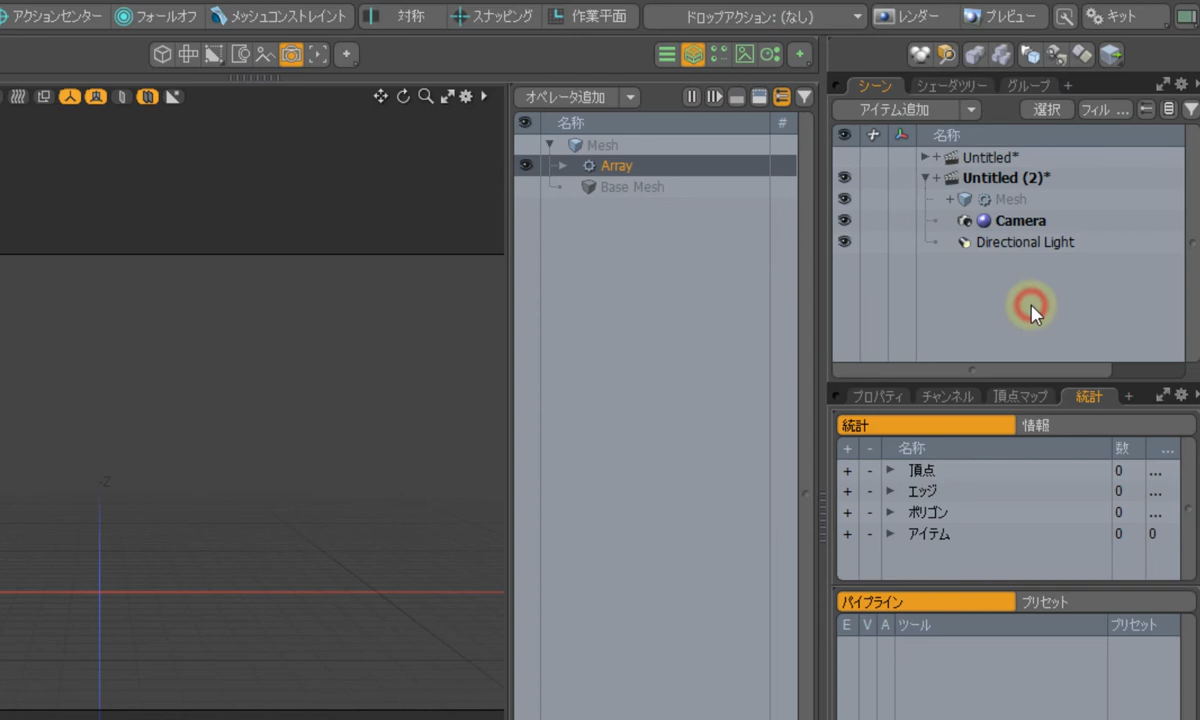 アクションセンター フォールオフ メッシュコンストレイント 対称 スナッピング 作業平面 ドロップアクション: (なし) レンダー プレビュー キット
シーン シェーダツリー グループ +
オペレータ追加
アイテム追加 選択 フィル ...
名称 #
名称
Mesh
Array
Base Mesh
Untitled*
Untitled (2)*
Mesh
Camera
Directional Light
-Z
プロパティ チャンネル 頂点マップ 統計 +
統計 情報
+ - 名称 数 ...
+ - 頂点 0 ...
+ - エッジ 0 ...
+ - ポリゴン 0 ...
+ - アイテム 0 0
パイプライン プリセット
E V A ツール プリセット